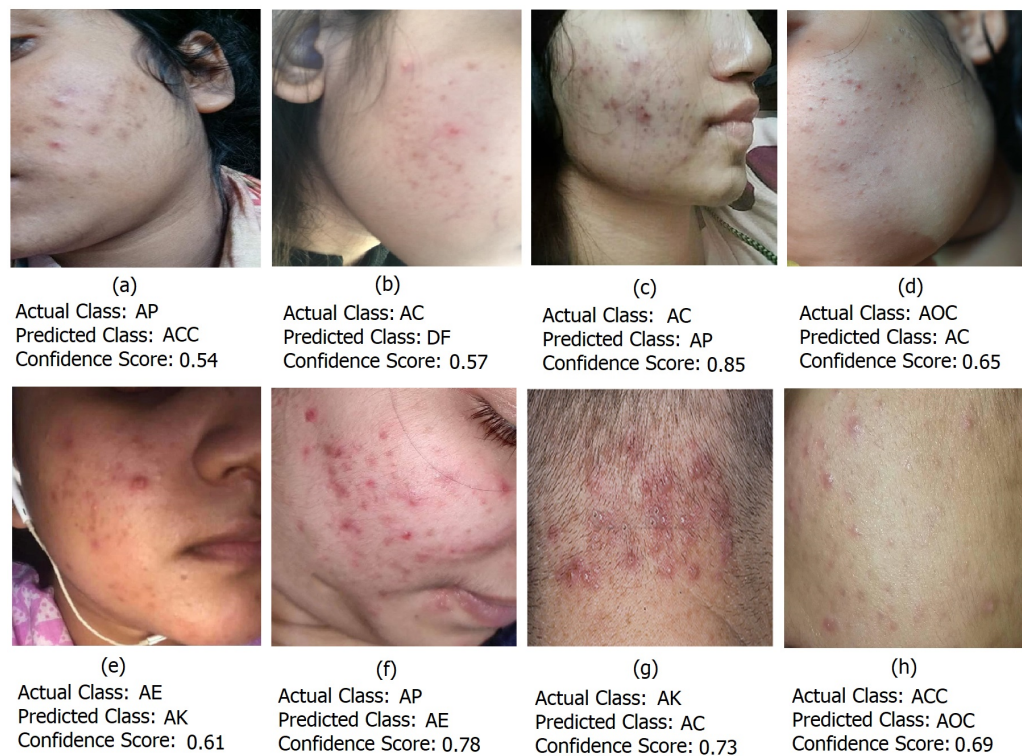 (a)
Actual Class: AP
Predicted Class: ACC
Confidence Score: 0.54
(b)
Actual Class: AC
Predicted Class: DF
Confidence Score: 0.57
(c)
Actual Class: AC
Predicted Class: AP
Confidence Score: 0.85
(d)
Actual Class: AOC
Predicted Class: AC
Confidence Score: 0.65
(e)
Actual Class: AE
Predicted Class: AK
Confidence Score: 0.61
(f)
Actual Class: AP
Predicted Class: AE
Confidence Score: 0.78
(g)
Actual Class: AK
Predicted Class: AC
Confidence Score: 0.73
(h)
Actual Class: ACC
Predicted Class: AOC
Confidence Score: 0.69